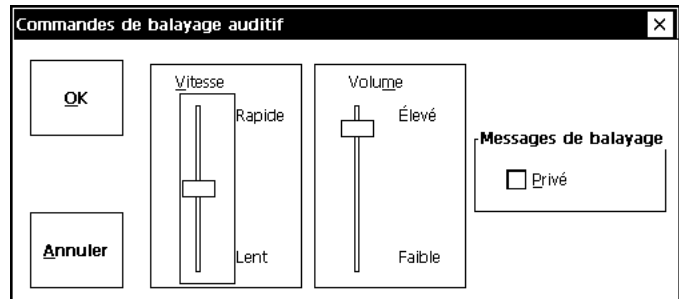 Commandes de balayage auditif
OK
Annuler
Vitesse
Rapide
Lent
Volume
Élevé
Faible
Messages de balayage
Privé